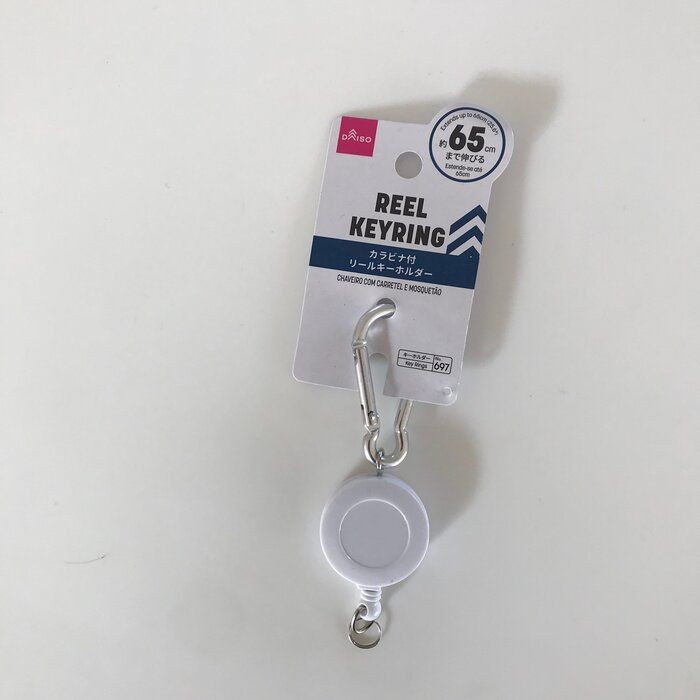 DAISO
Extends up to 65cm (25.6")
約65cm
まで伸びる
Estende-se até
65cm
REEL
KEYRING
カラビナ付
リールキーホルダー
CHAVEIRO COM CARRETEL E MOSQUETÃO
キーホルダー
Key Rings
No.
697